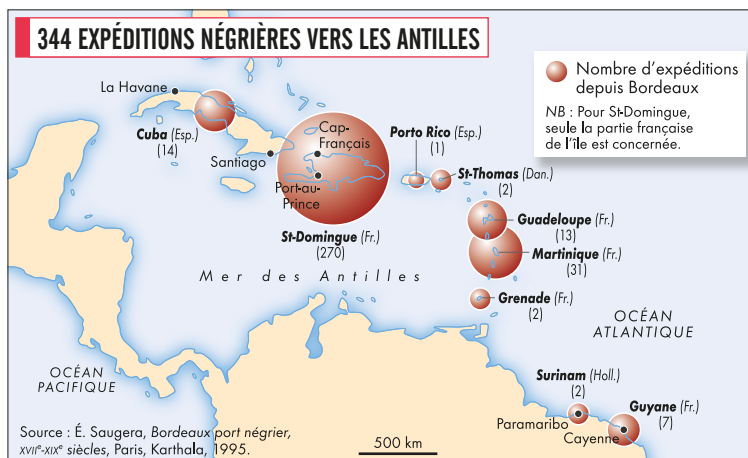 344 EXPÉDITIONS NÉGRIÈRES VERS LES ANTILLES
Nombre d'expéditions
depuis Bordeaux
NB : Pour St-Domingue,
seule la partie française
de l'île est concernée.
La Havane
Cuba (Esp.)
(14)
Santiago
Cap-
Français
Port-au-
Prince
St-Domingue (Fr.)
(270)
Porto Rico (Esp.)
(1)
St-Thomas (Dan.)
(2)
Guadeloupe (Fr.)
(13)
Martinique (Fr.)
(31)
Grenade (Fr.)
(2)
Mer des Antilles
OCÉAN
ATLANTIQUE
OCÉAN
PACIFIQUE
Surinam (Holl.)
(2)
Paramaribo
Guyane (Fr.)
(7)
Cayenne
Source : É. Saugera, Bordeaux port négrier,
XVIIe-XIXe siècles, Paris, Karthala, 1995.
500 km